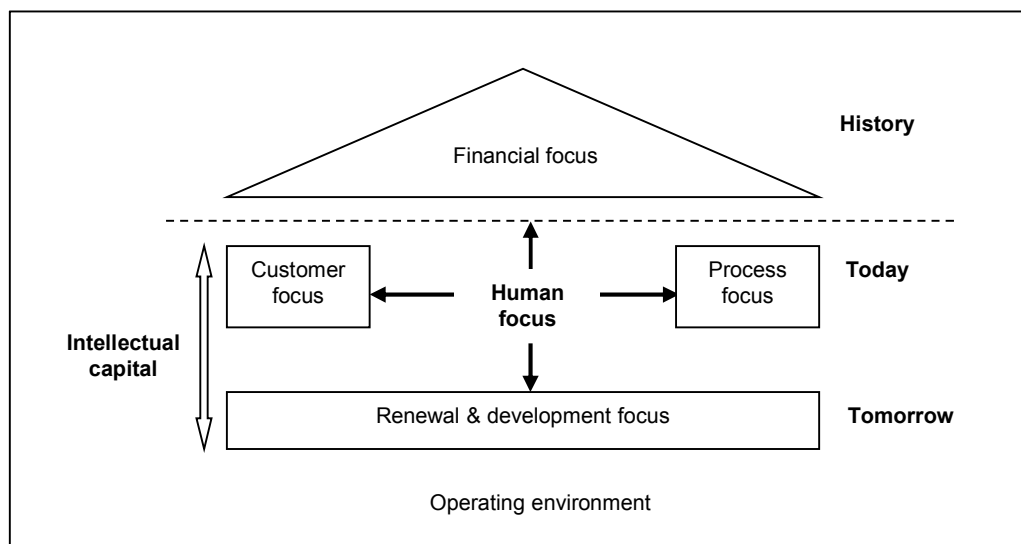 History
Financial focus
Customer
focus
Human
focus
Process
focus
Today
Intellectual
capital
Renewal & development focus
Tomorrow
Operating environment